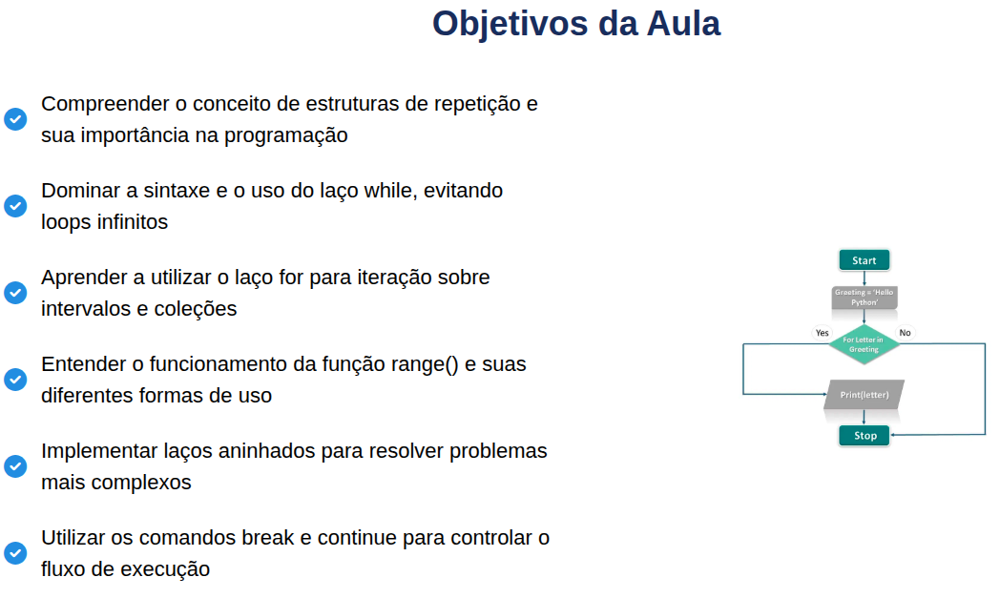 Objetivos da Aula
Compreender o conceito de estruturas de repetição e
sua importância na programação
Dominar a sintaxe e o uso do laço while, evitando
loops infinitos
Aprender a utilizar o laço for para iteração sobre
intervalos e coleções
Entender o funcionamento da função range() e suas
diferentes formas de uso
Implementar laços aninhados para resolver problemas
mais complexos
Utilizar os comandos break e continue para controlar o
fluxo de execução
Start
Greeting = 'Hello
Python'
Yes
No
For Letter in
Greeting
Print(letter)
Stop